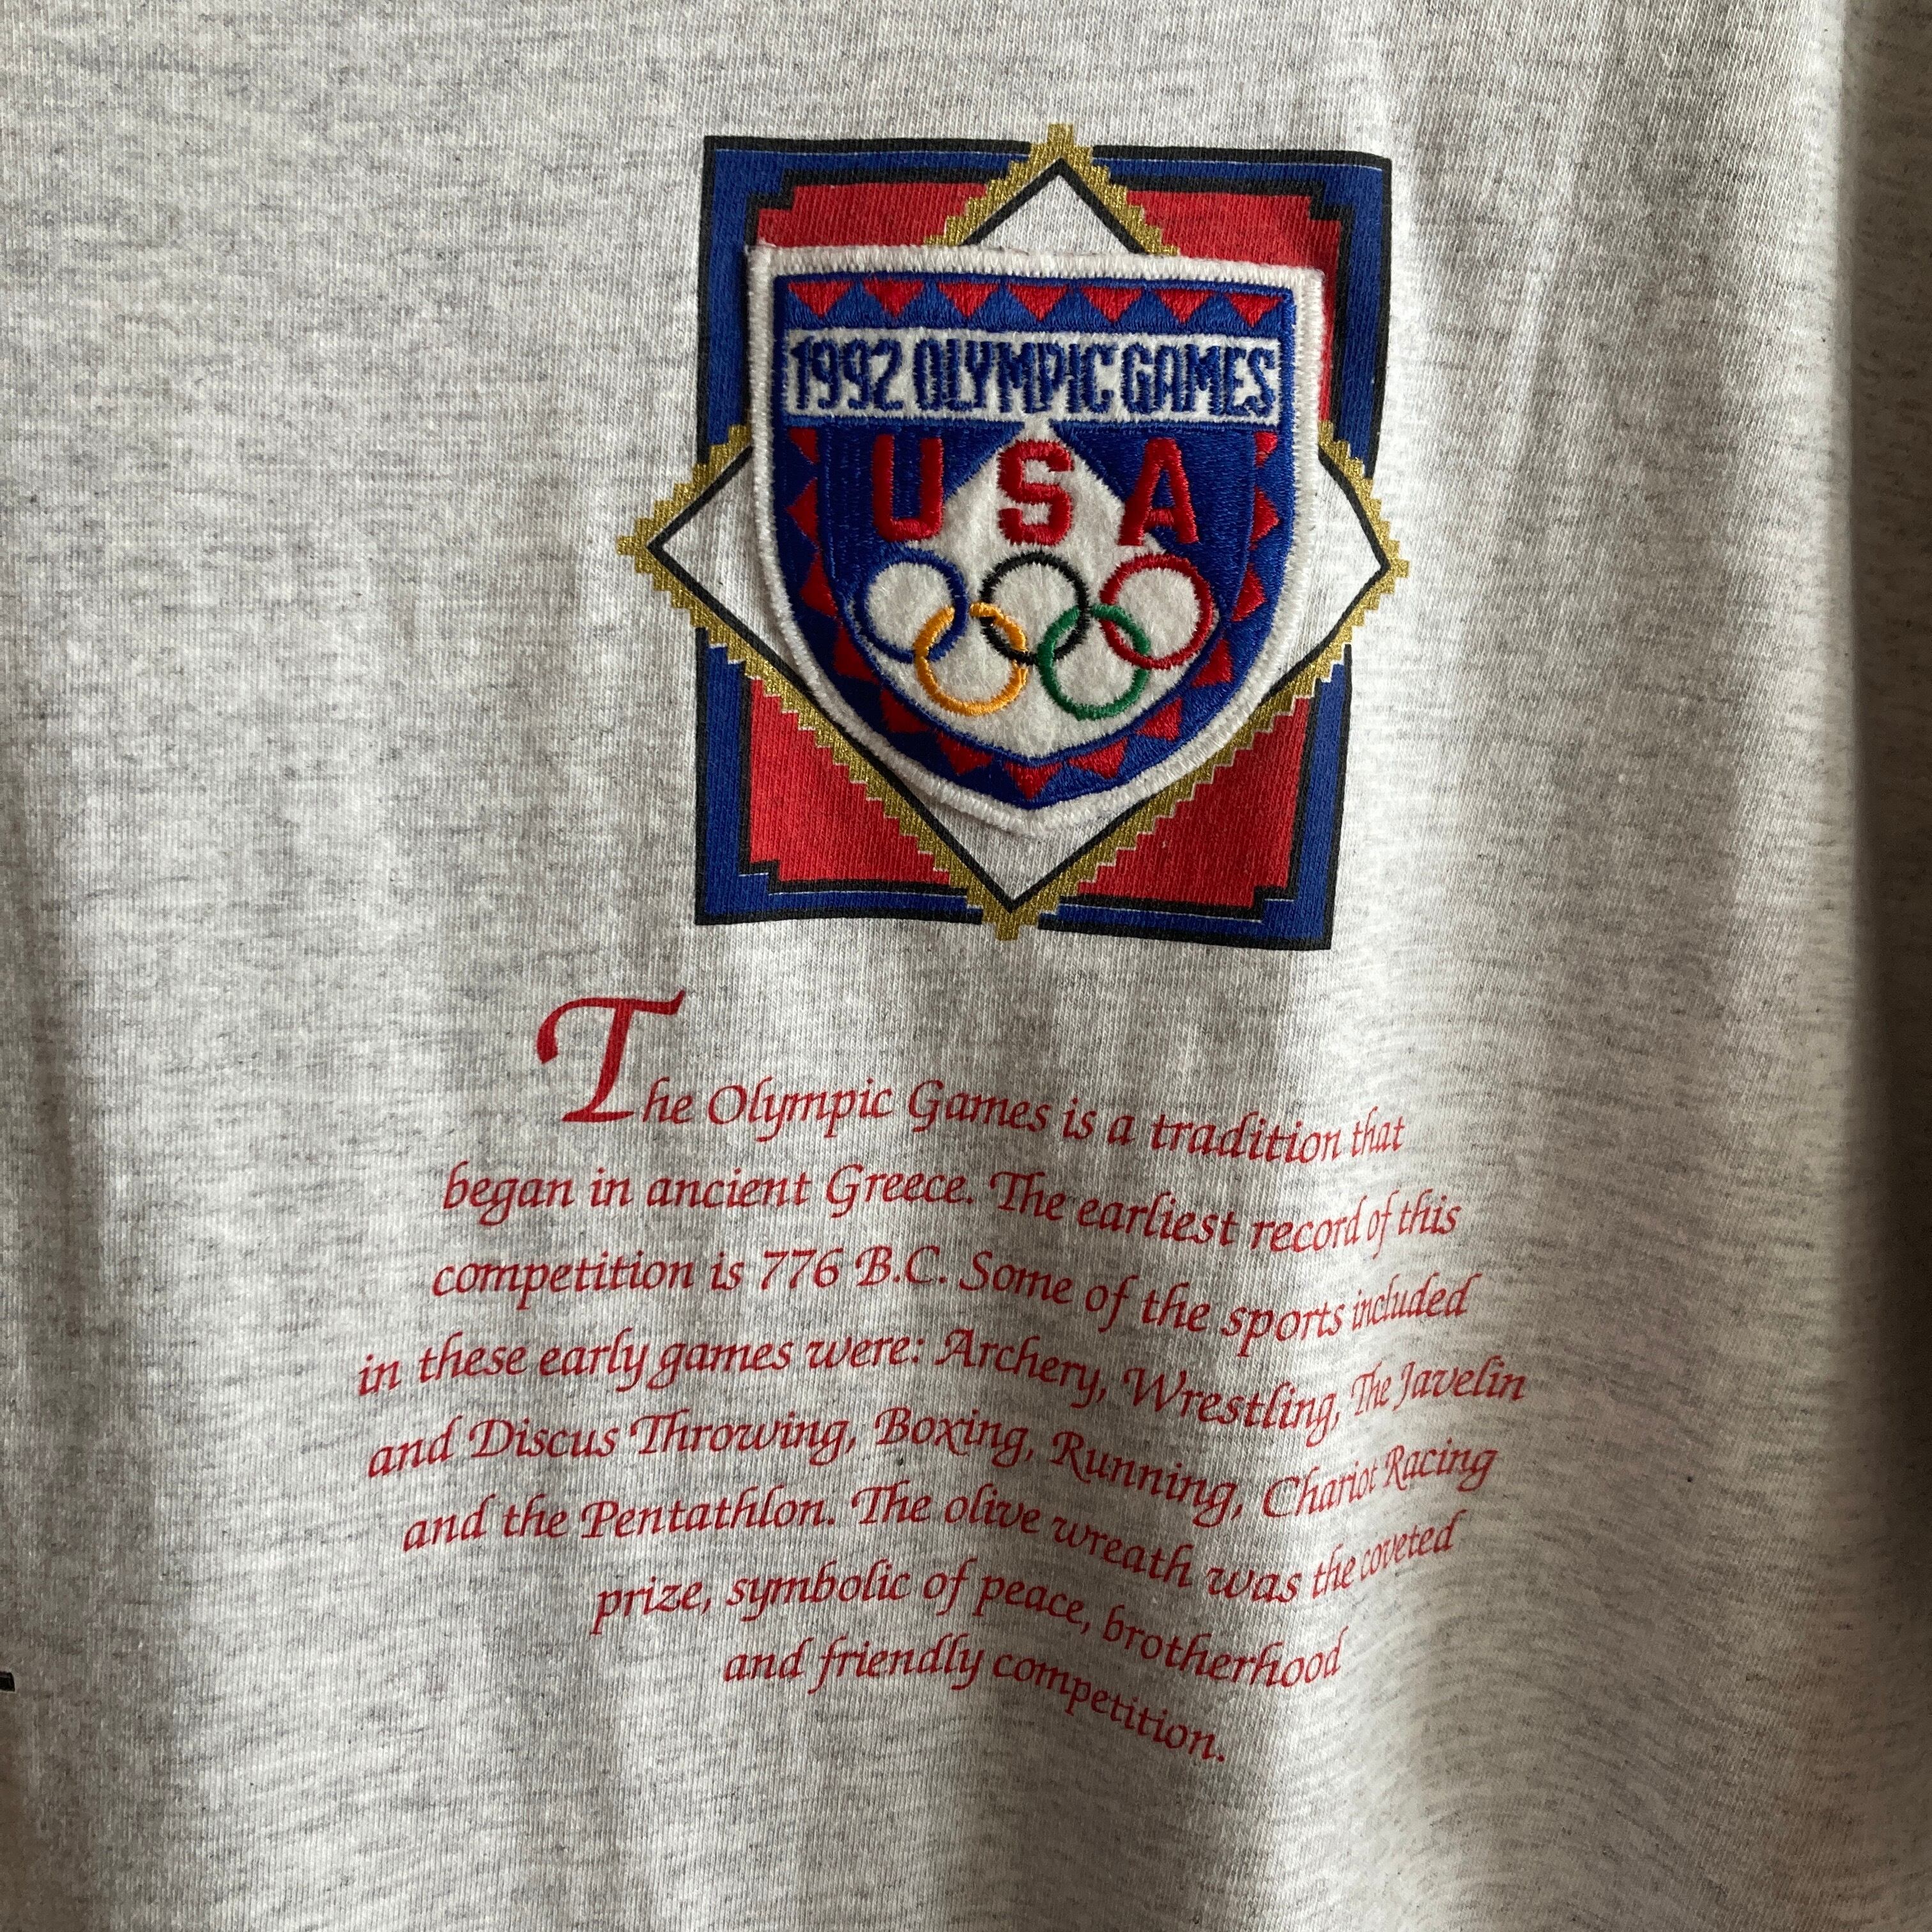 1992 OLYMPIC GAMES
USA
The Olympic Games is a tradition that
began in ancient Greece. The earliest record of this
competition is 776 B.C. Some of the sports included
in these early games were: Archery, Wrestling, The Javelin
and Discus Throwing, Boxing, Running, Chariot Racing
and the Pentathlon. The olive wreath was the coveted
prize, symbolic of peace, brotherhood
and friendly competition.